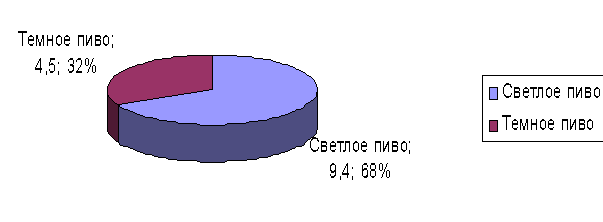 Темное пиво;
4,5; 32%
Светлое пиво;
9,4; 68%
Светлое пиво
Темное пиво